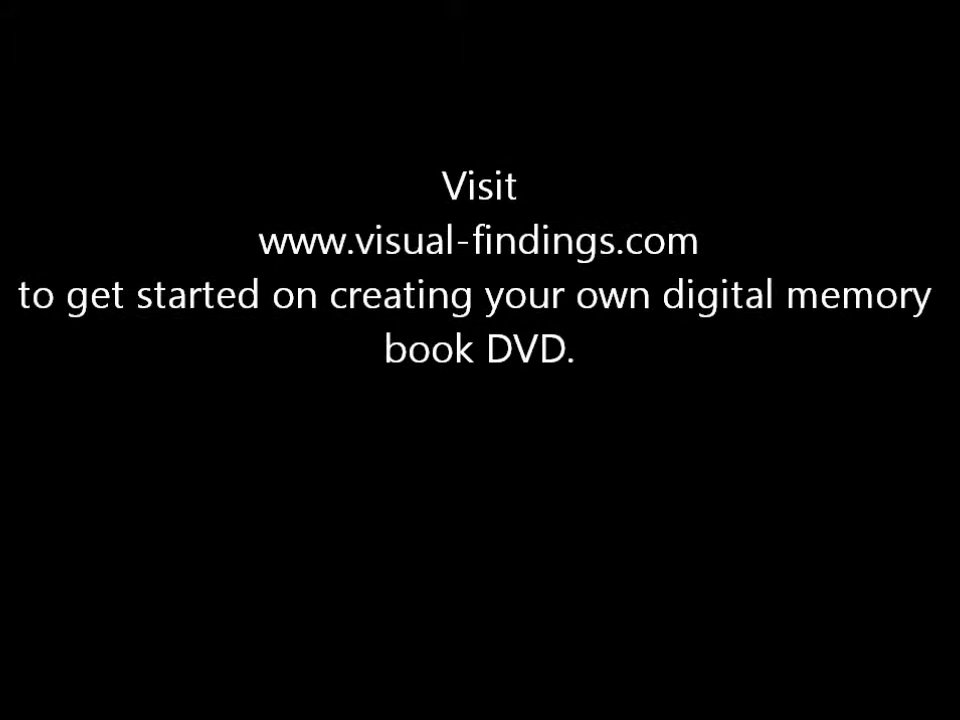 Visit
www.visual-findings.com
to get started on creating your own digital memory
book DVD.